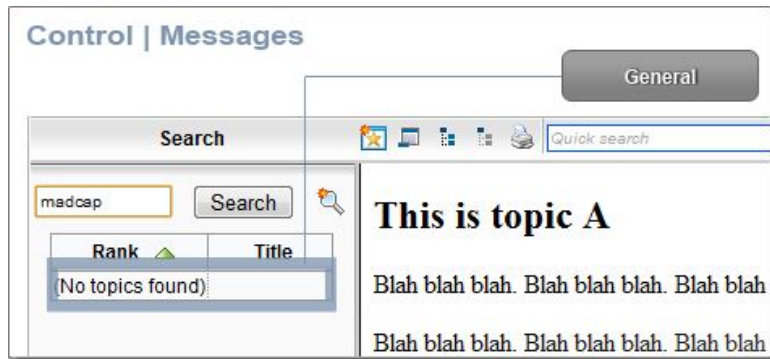 Control | Messages
General
Search
Quick search
madcap
Search
Rank
Title
(No topics found)
This is topic A
Blah blah blah. Blah blah blah. Blah blah
Blah blah blah. Blah blah blah. Blah blah